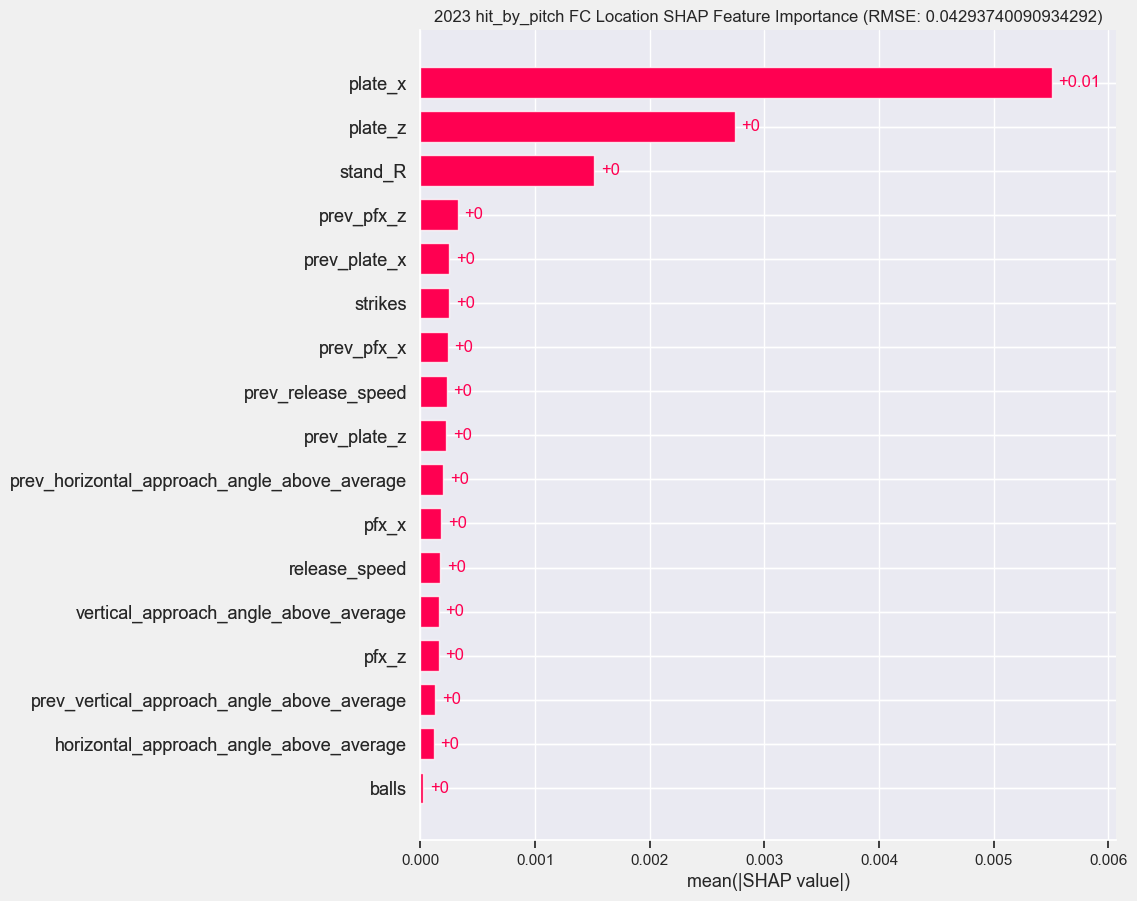 2023 hit_by_pitch FC Location SHAP Feature Importance (RMSE: 0.04293740090934292)
plate_x +0.01
plate_z +0
stand_R +0
prev_pfx_z +0
prev_plate_x +0
strikes +0
prev_pfx_x +0
prev_release_speed +0
prev_plate_z +0
prev_horizontal_approach_angle_above_average +0
pfx_x +0
release_speed +0
vertical_approach_angle_above_average +0
pfx_z +0
prev_vertical_approach_angle_above_average +0
horizontal_approach_angle_above_average +0
balls +0
0.000 0.001 0.002 0.003 0.004 0.005 0.006
mean(|SHAP value|)